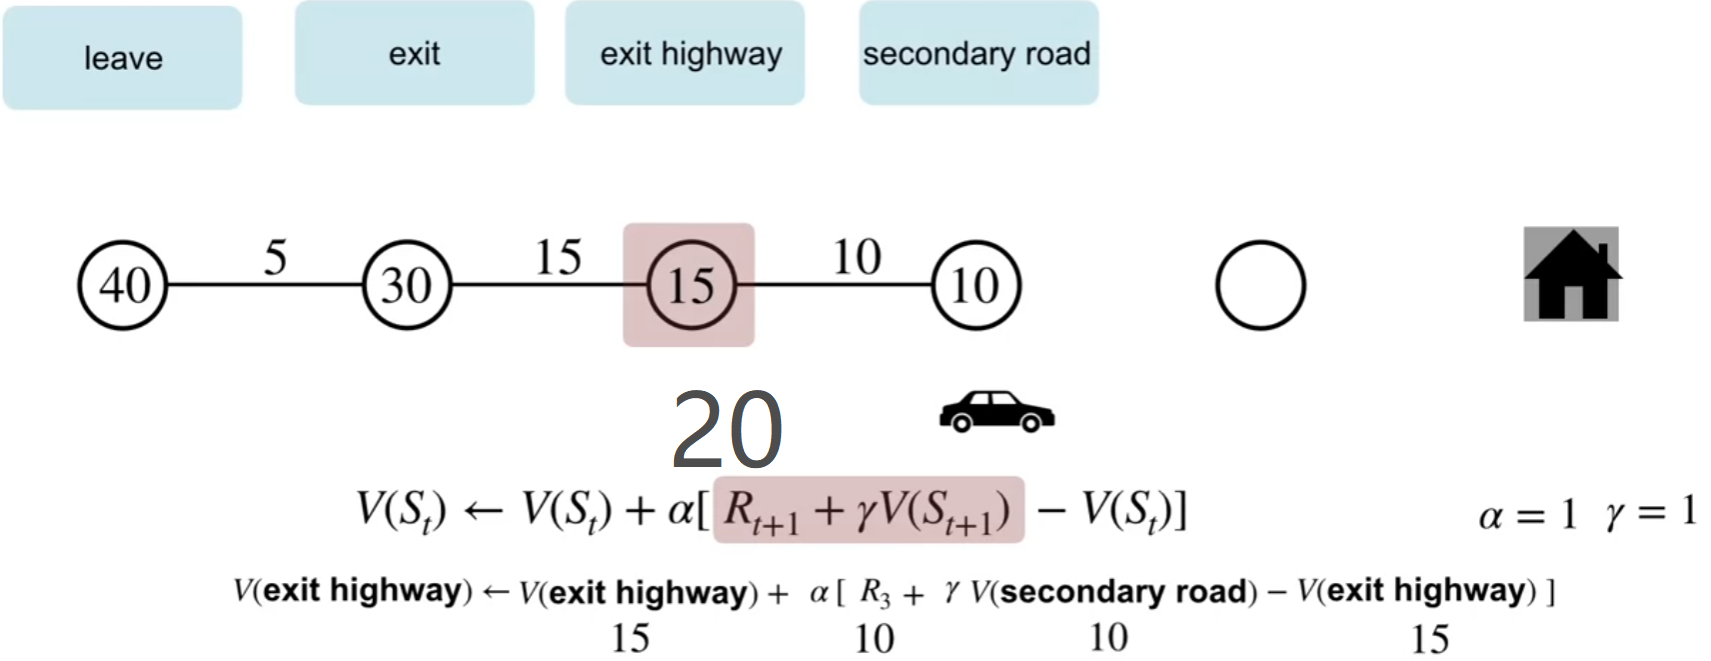 leave exit exit highway secondary road
5 15 10
40 30 15 10
20
V(S_t) ← V(S_t) + α[ R_{t+1} + γV(S_{t+1}) − V(S_t)] α = 1 γ = 1
V(exit highway) ← V(exit highway) + α [ R_3 + γ V(secondary road) − V(exit highway) ]
15 10 10 15